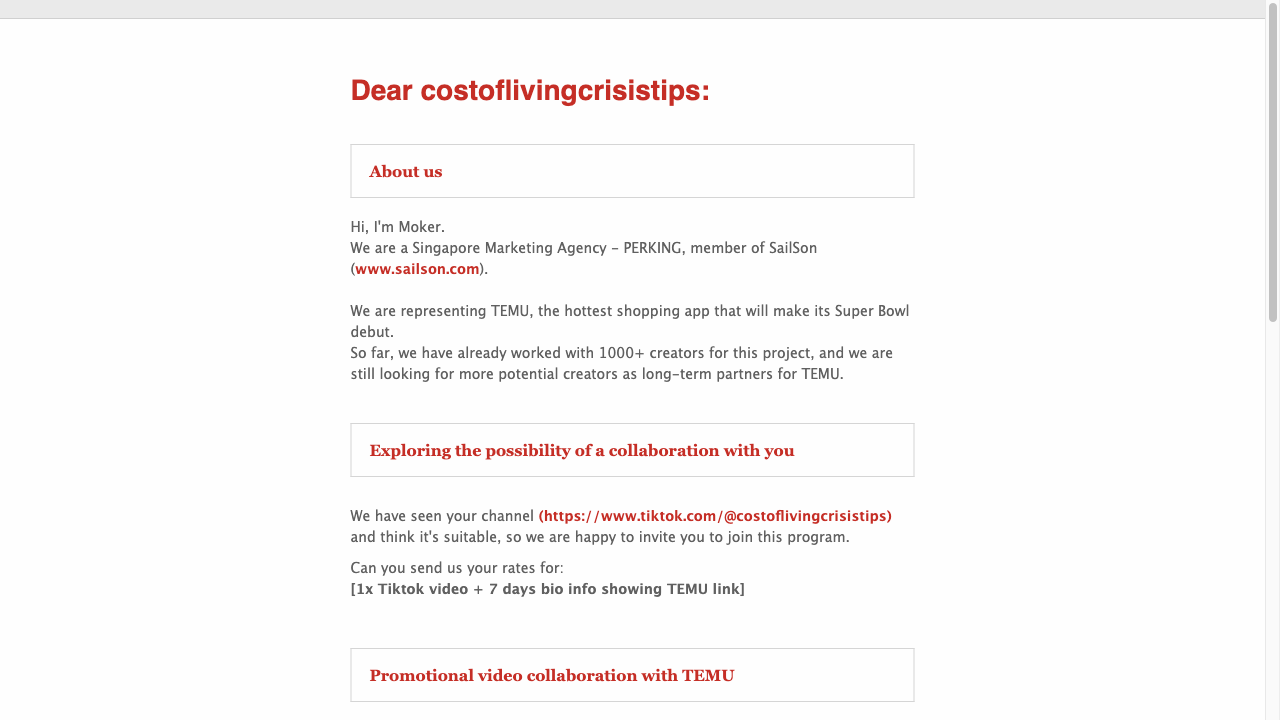 Dear costoflivingcrisistips:
About us
Hi, I'm Moker.
We are a Singapore Marketing Agency - PERKING, member of SailSon
(www.sailson.com).
We are representing TEMU, the hottest shopping app that will make its Super Bowl
debut.
So far, we have already worked with 1000+ creators for this project, and we are
still looking for more potential creators as long-term partners for TEMU.
Exploring the possibility of a collaboration with you
We have seen your channel (https://www.tiktok.com/@costoflivingcrisistips)
and think it's suitable, so we are happy to invite you to join this program.
Can you send us your rates for:
[1x Tiktok video + 7 days bio info showing TEMU link]
Promotional video collaboration with TEMU